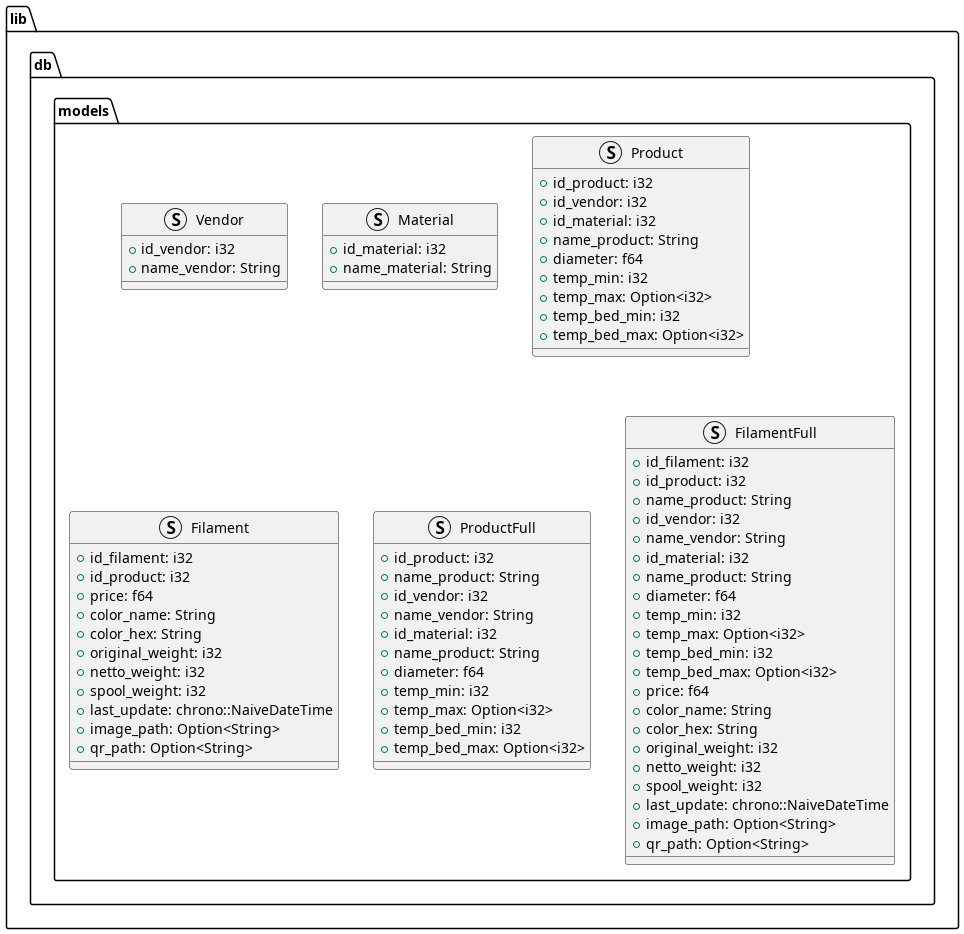 lib
db
models
S Vendor
id_vendor: i32
name_vendor: String
S Material
id_material: i32
name_material: String
S Product
id_product: i32
id_vendor: i32
id_material: i32
name_product: String
diameter: f64
temp_min: i32
temp_max: Option<i32>
temp_bed_min: i32
temp_bed_max: Option<i32>
S Filament
id_filament: i32
id_product: i32
price: f64
color_name: String
color_hex: String
original_weight: i32
netto_weight: i32
spool_weight: i32
last_update: chrono::NaiveDateTime
image_path: Option<String>
qr_path: Option<String>
S ProductFull
id_product: i32
name_product: String
id_vendor: i32
name_vendor: String
id_material: i32
name_product: String
diameter: f64
temp_min: i32
temp_max: Option<i32>
temp_bed_min: i32
temp_bed_max: Option<i32>
S FilamentFull
id_filament: i32
id_product: i32
name_product: String
id_vendor: i32
name_vendor: String
id_material: i32
name_product: String
diameter: f64
temp_min: i32
temp_max: Option<i32>
temp_bed_min: i32
temp_bed_max: Option<i32>
price: f64
color_name: String
color_hex: String
original_weight: i32
netto_weight: i32
spool_weight: i32
last_update: chrono::NaiveDateTime
image_path: Option<String>
qr_path: Option<String>